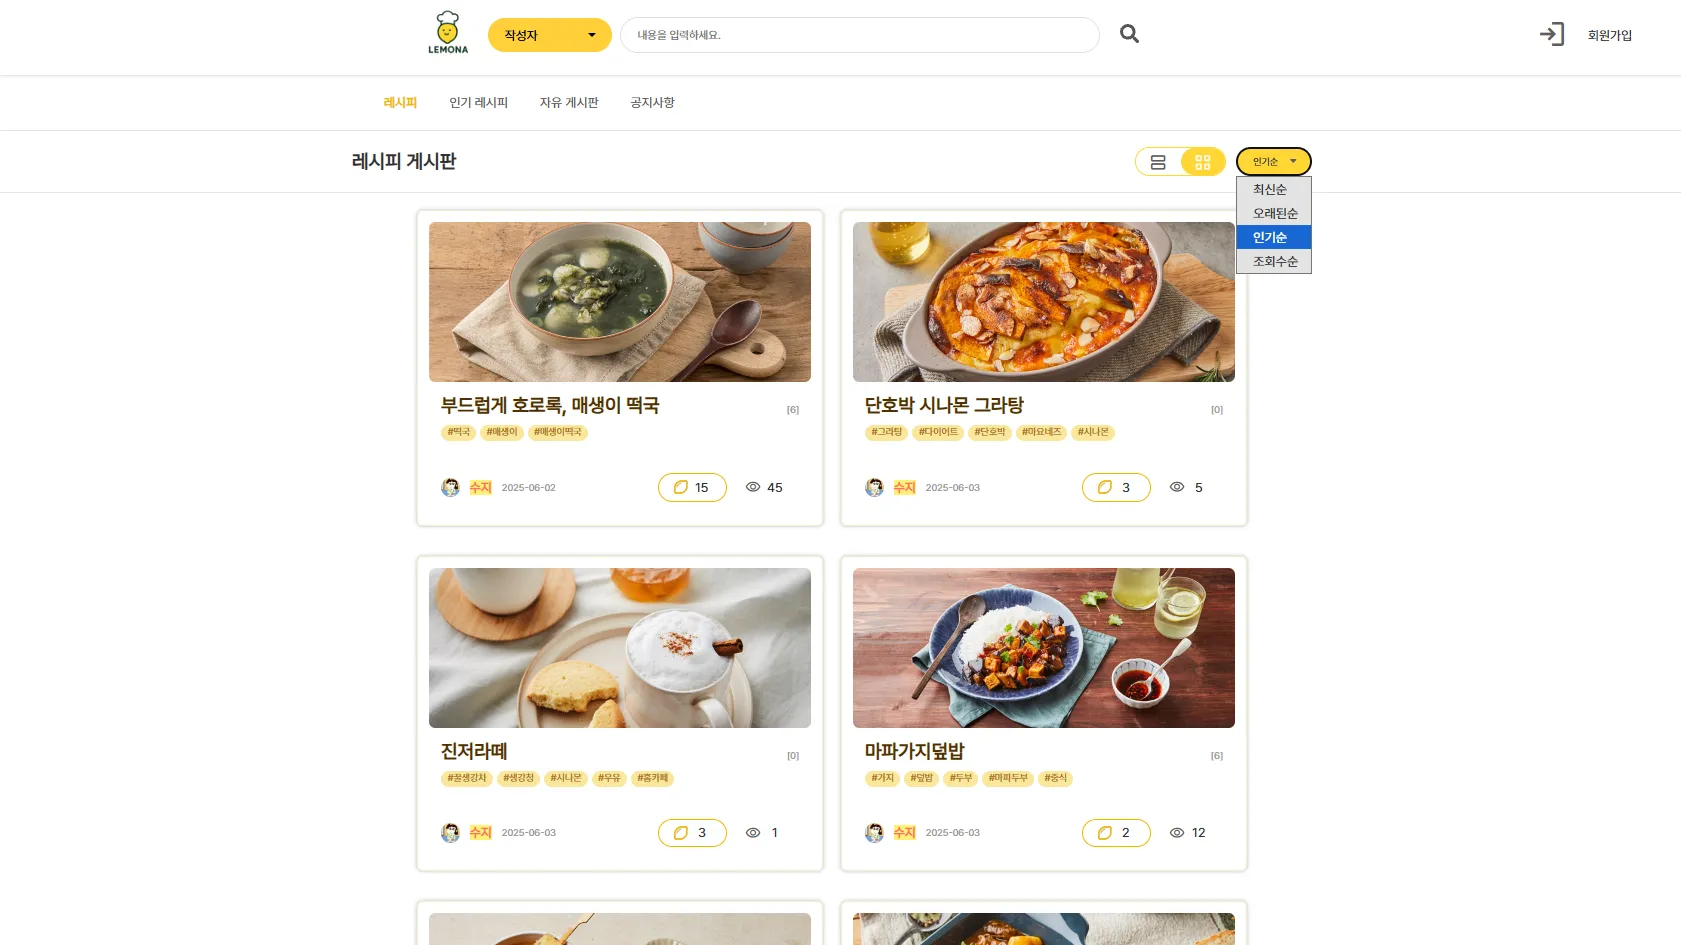 LEMONA
작성자
내용을 입력하세요.
회원가입
레시피
인기 레시피
자유 게시판
공지사항
레시피 게시판
인기순
최신순
오래된순
인기순
조회수순
부드럽게 호로록, 매생이 떡국
[6]
#떡국 #매생이 #매생이떡국
수지 2025-06-02 15 45
단호박 시나몬 그라탕
[0]
#그라탕 #다이어트 #단호박 #마요네즈 #시나몬
수지 2025-06-03 3 5
진저라떼
[0]
#꿀생강차 #생강청 #시나몬 #우유 #홈카페
수지 2025-06-03 3 1
마파가지덮밥
[6]
#가지 #덮밥 #두부 #마파두부 #중식
수지 2025-06-03 2 12